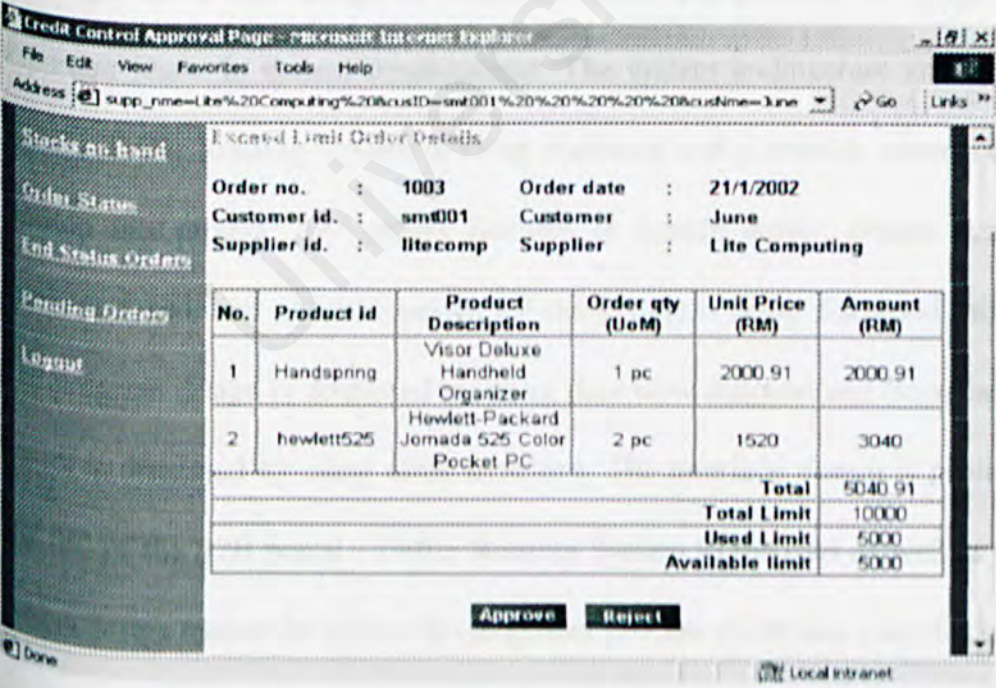 Credit Control Approval Page - Microsoft Internet Explorer
File Edit View Favorites Tools Help
Address supp_nme=Lite%20Computing%20&cusID=smt001%20%20%20%20%20&cusNme=June Go Links »
Stocks on hand
Order Status
End Status Orders
Pending Orders
Logout
Exceed Limit Order Details
Order no. : 1003 Order date : 21/1/2002
Customer id. : smt001 Customer : June
Supplier id. : litecomp Supplier : Lite Computing
No. Product id Product Description Order qty (UoM) Unit Price (RM) Amount (RM)
1 Handspring Visor Deluxe Handheld Organizer 1 pc 2000.91 2000.91
2 hewlett525 Hewlett-Packard Jornada 525 Color Pocket PC 2 pc 1520 3040
Total 5040.91
Total Limit 10000
Used Limit 5000
Available limit 5000
Approve Reject
Done
Local intranet